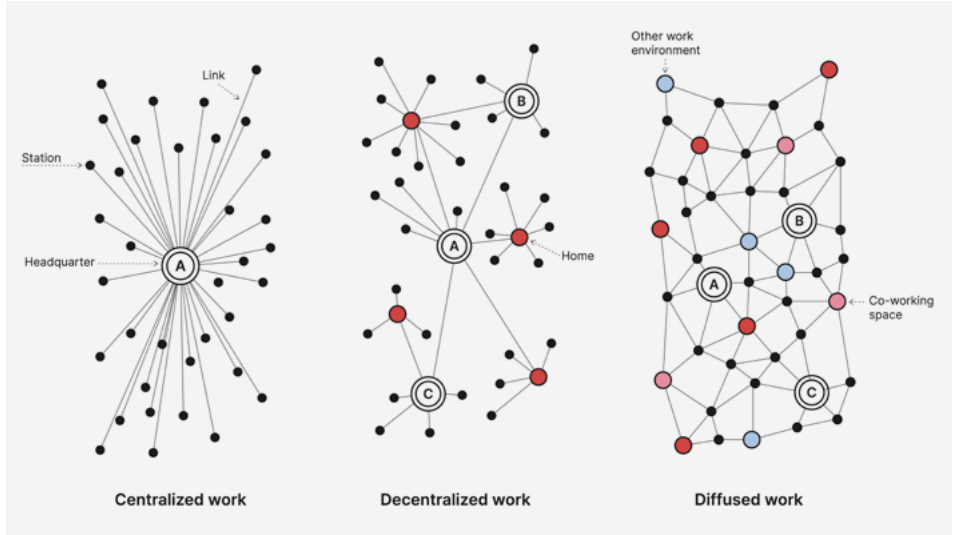 Link
Station
Headquarter
A
Centralized work
B
A
Home
C
Decentralized work
Other work
environment
B
A
Co-working
space
C
Diffused work